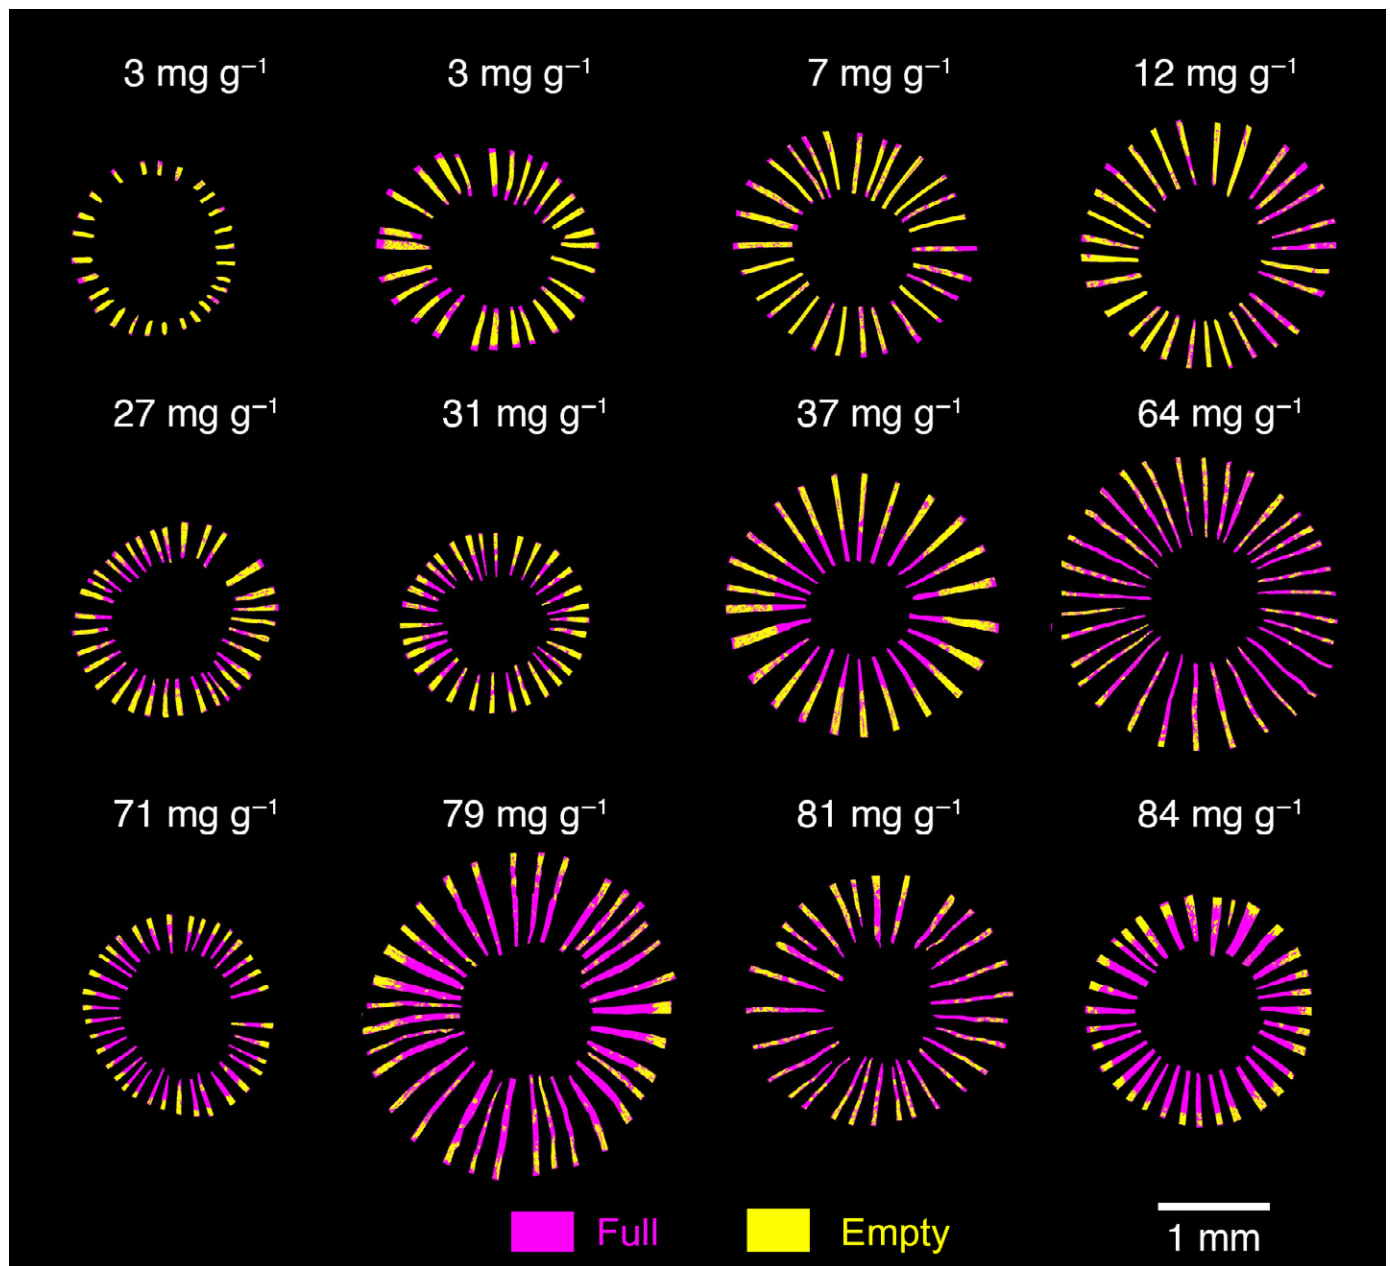 3 mg g⁻¹ 3 mg g⁻¹ 7 mg g⁻¹ 12 mg g⁻¹
27 mg g⁻¹ 31 mg g⁻¹ 37 mg g⁻¹ 64 mg g⁻¹
71 mg g⁻¹ 79 mg g⁻¹ 81 mg g⁻¹ 84 mg g⁻¹
Full Empty 1 mm